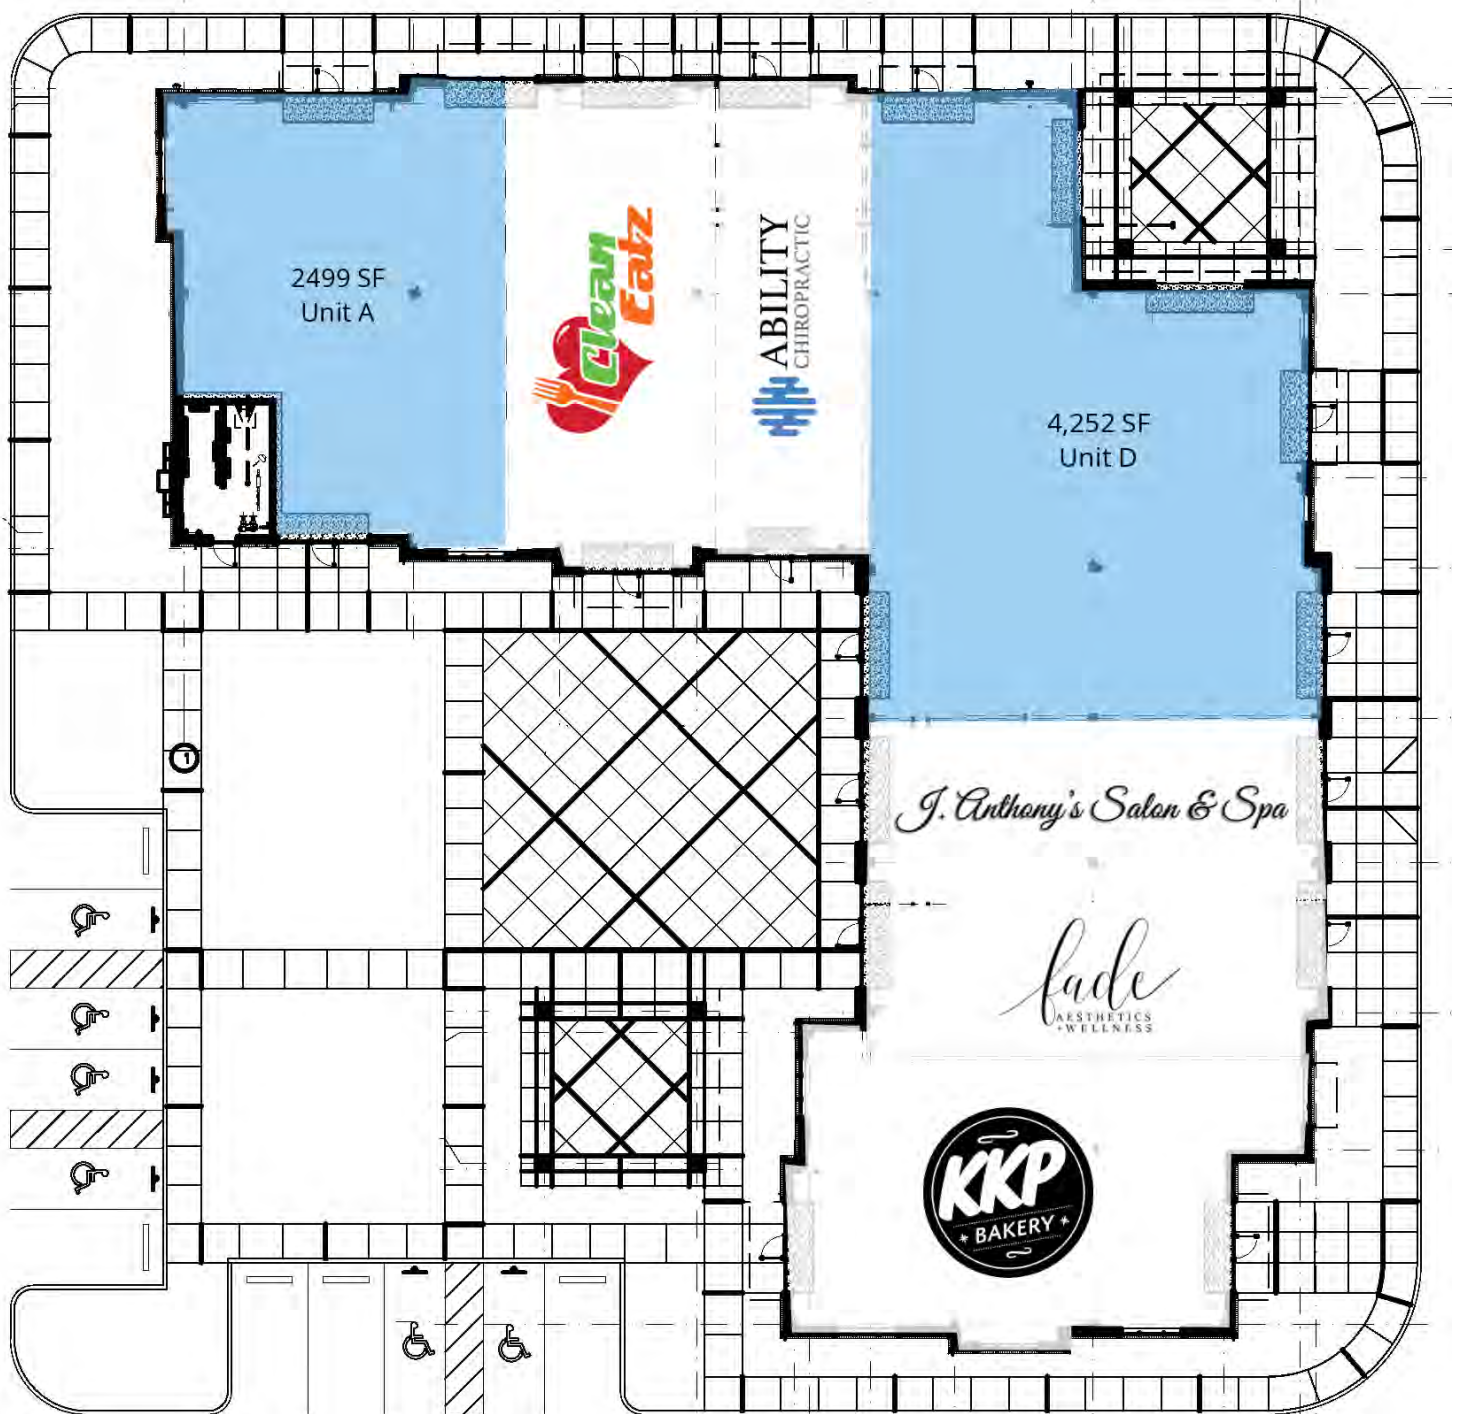 2499 SF
Unit A
Clean
Eatz
ABILITY
CHIROPRACTIC
4,252 SF
Unit D
1
J. Anthony's Salon & Spa
fade
AESTHETICS
+WELLNESS
KKP
BAKERY